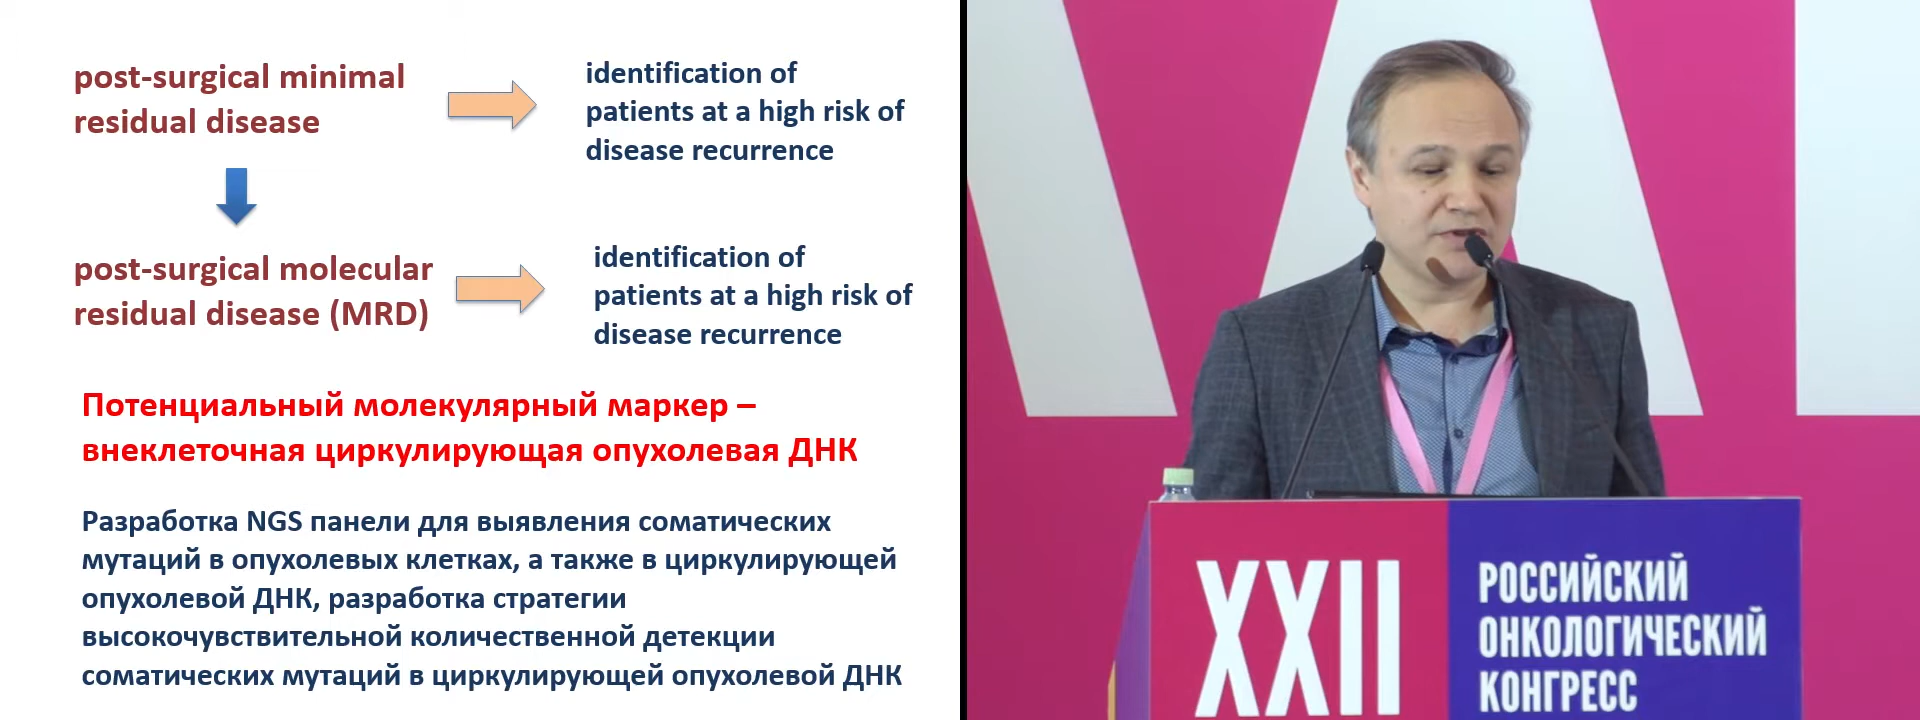 post-surgical minimal
residual disease
identification of
patients at a high risk of
disease recurrence
post-surgical molecular
residual disease (MRD)
identification of
patients at a high risk of
disease recurrence
Потенциальный молекулярный маркер –
внеклеточная циркулирующая опухолевая ДНК
Разработка NGS панели для выявления соматических
мутаций в опухолевых клетках, а также в циркулирующей
опухолевой ДНК, разработка стратегии
высокочувствительной количественной детекции
соматических мутаций в циркулирующей опухолевой ДНК
XXII
РОССИЙСКИЙ
ОНКОЛОГИЧЕСКИЙ
КОНГРЕСС